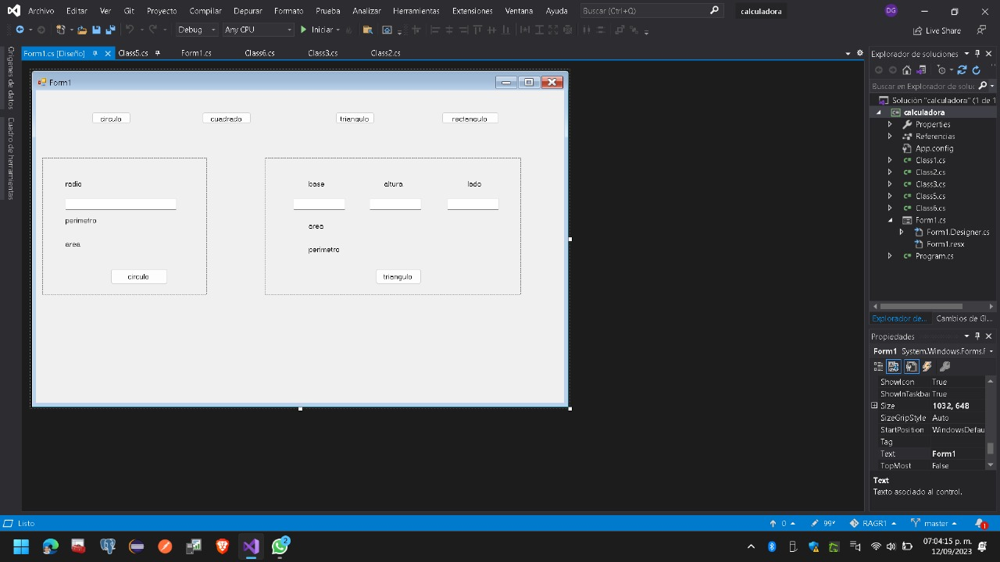 Archivo Editar Ver Git Proyecto Compilar Depurar Formato Prueba Analizar Herramientas Extensiones Ventana Ayuda Buscar (Ctrl+Q) calculadora DG
Debug Any CPU Iniciar Live Share
Form1.cs [Diseño] Class5.cs Form1.cs Class6.cs Class3.cs Class2.cs
Orígenes de datos
Cuadro de herramientas
Form1
circulo cuadrado triangulo rectangulo
radio
perimetro
area
circulo
base altura lado
area
perimetro
triangulo
Explorador de soluciones
Buscar en Explorador de soluc
Solución "calculadora" (1 de 1
calculadora
Properties
Referencias
App.config
Class1.cs
Class2.cs
Class3.cs
Class5.cs
Class6.cs
Form1.cs
Form1.Designer.cs
Form1.resx
Program.cs
Explorador de... Cambios de GI...
Propiedades
Form1 System.Windows.Forms.F
ShowIcon True
ShowInTaskbai True
Size 1032, 648
SizeGripStyle Auto
StartPosition WindowsDefau
Tag
Text Form1
TopMost False
Text
Texto asociado al control.
Listo 0 99* RAGR1 master 1
2 07:04:15 p. m.
12/09/2023